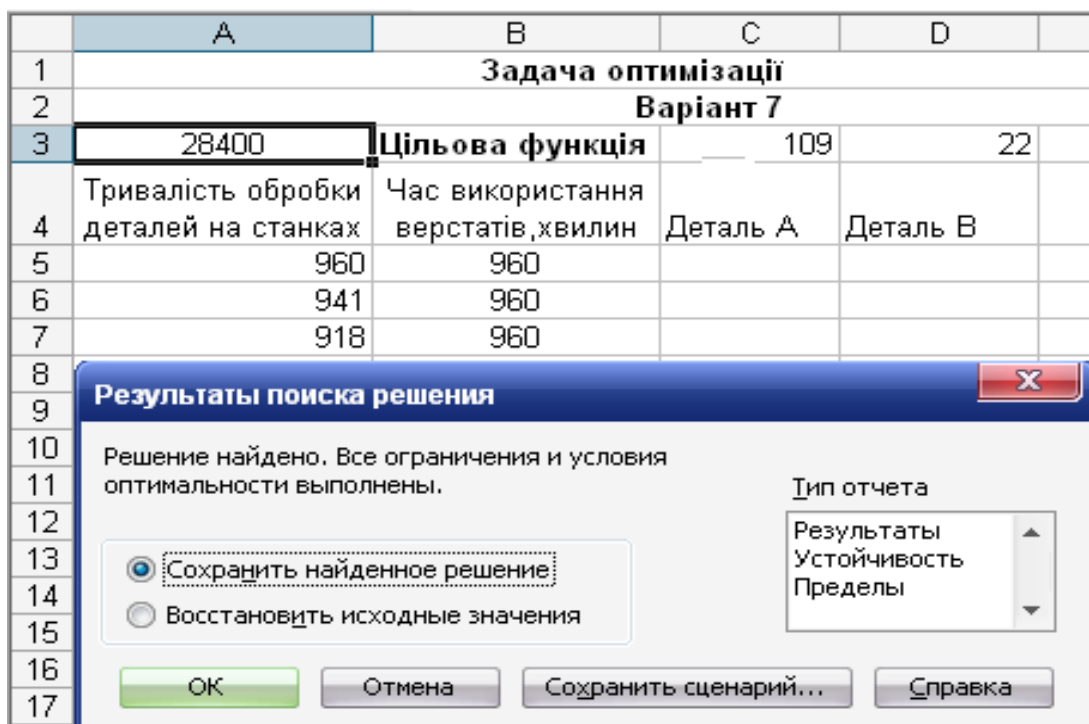 A B C D
1 Задача оптимізації
2 Варіант 7
3 28400 Цільова функція 109 22
Тривалість обробки Час використання
4 деталей на станках верстатів,хвилин Деталь А Деталь В
5 960 960
6 941 960
7 918 960
8
Результаты поиска решения
9
10 Решение найдено. Все ограничения и условия
11 оптимальности выполнены. Тип отчета
12 Результаты
13 Сохранить найденное решение Устойчивость
14 Пределы
15 Восстановить исходные значения
16
17 ОК Отмена Сохранить сценарий... Справка